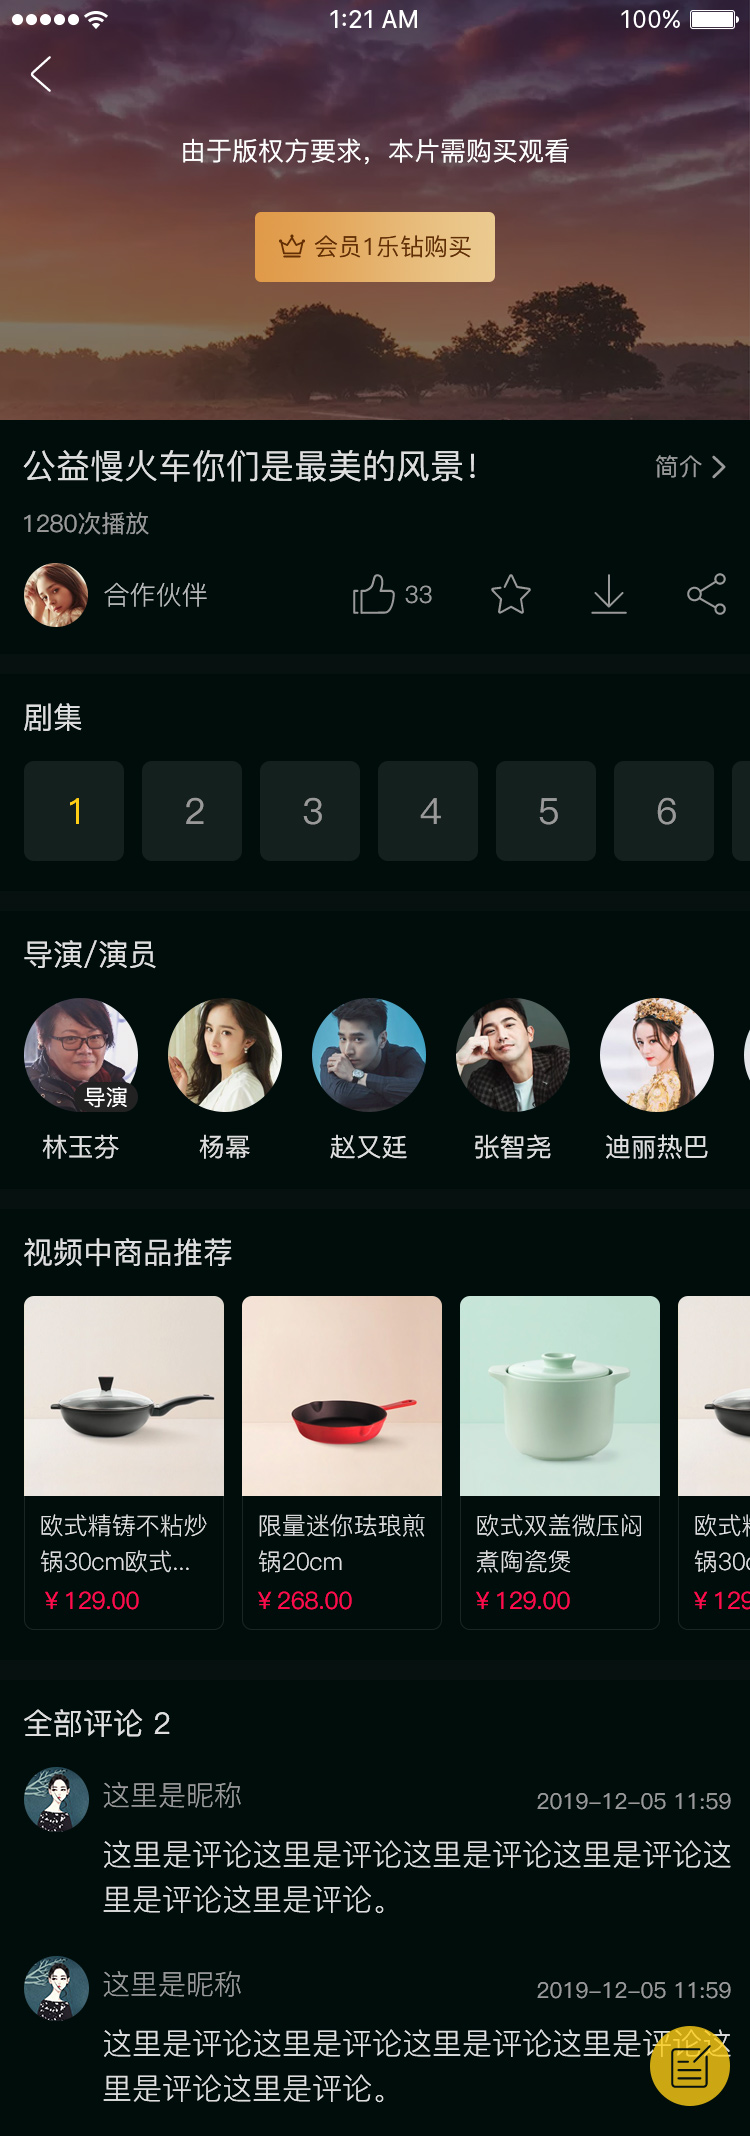 1:21 AM 100%
由于版权方要求，本片需购买观看
会员1乐钻购买
公益慢火车你们是最美的风景！ 简介
1280次播放
合作伙伴 33
剧集
1 2 3 4 5 6
导演/演员
导演
林玉芬 杨幂 赵又廷 张智尧 迪丽热巴
视频中商品推荐
欧式精铸不粘炒 限量迷你珐琅煎 欧式双盖微压闷 欧式
锅30cm欧式... 锅20cm 煮陶瓷煲 锅30
¥129.00 ¥268.00 ¥129.00 ¥129
全部评论 2
这里是昵称 2019-12-05 11:59
这里是评论这里是评论这里是评论这里是评论这
里是评论这里是评论。
这里是昵称 2019-12-05 11:59
这里是评论这里是评论这里是评论这里是评论这
里是评论这里是评论。